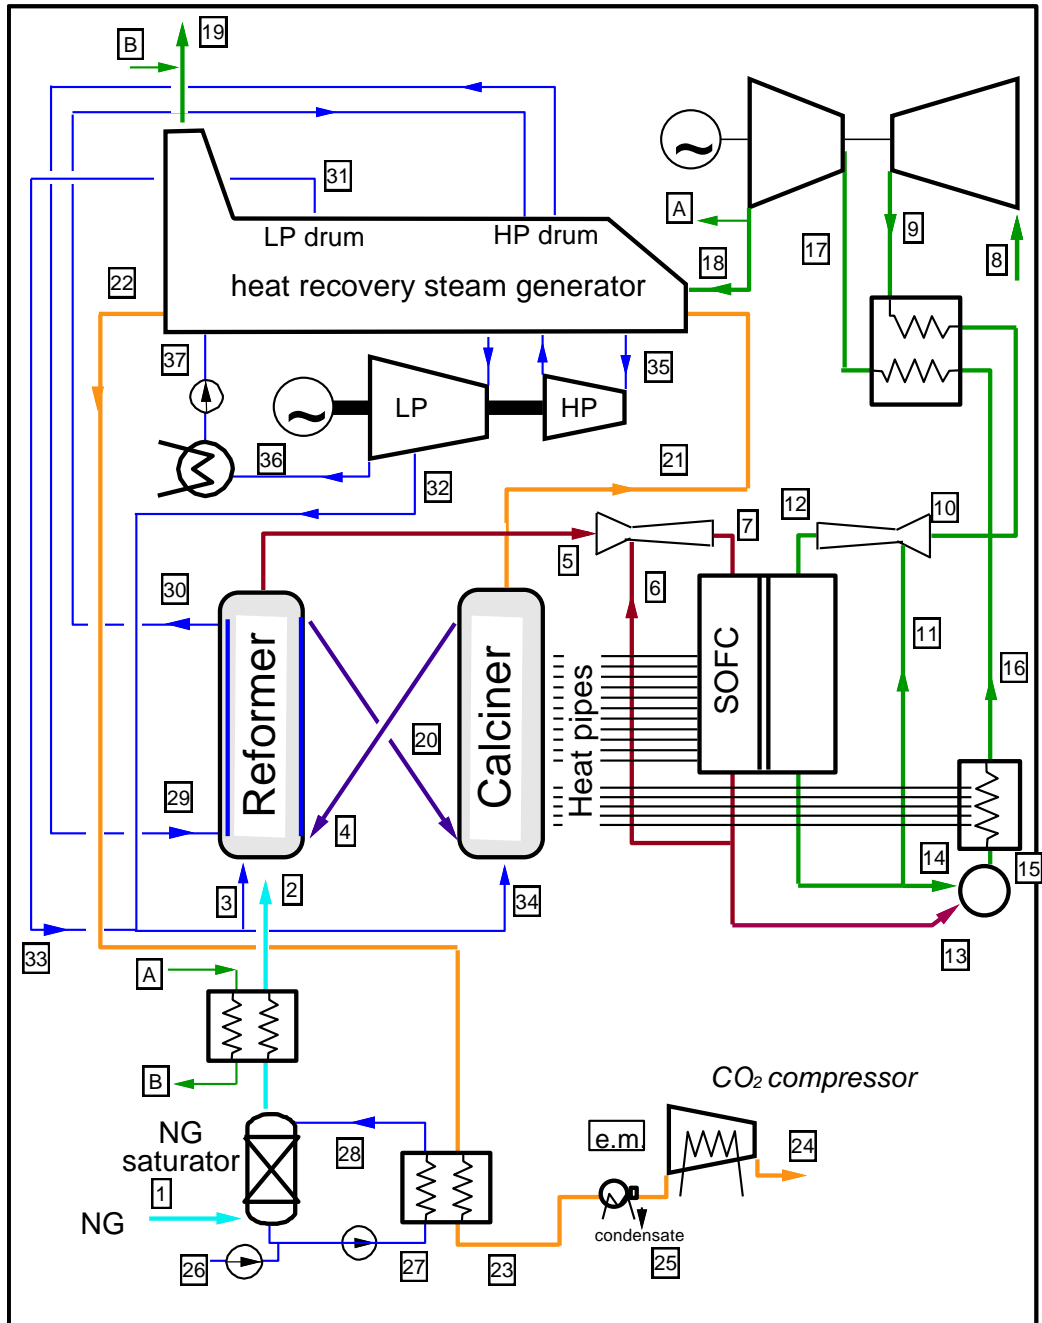 19
B
31
A
9
17
8
LP drum
HP drum
18
22
heat recovery steam generator
37
35
~
LP
HP
~
36
32
21
12
10
7
5
6
30
11
Reformer
Calciner
Heat pipes
SOFC
16
20
29
4
2
3
34
14
15
33
13
A
B
CO₂ compressor
NG
saturator
28
e.m.
24
1
NG
condensate
26
27
23
25